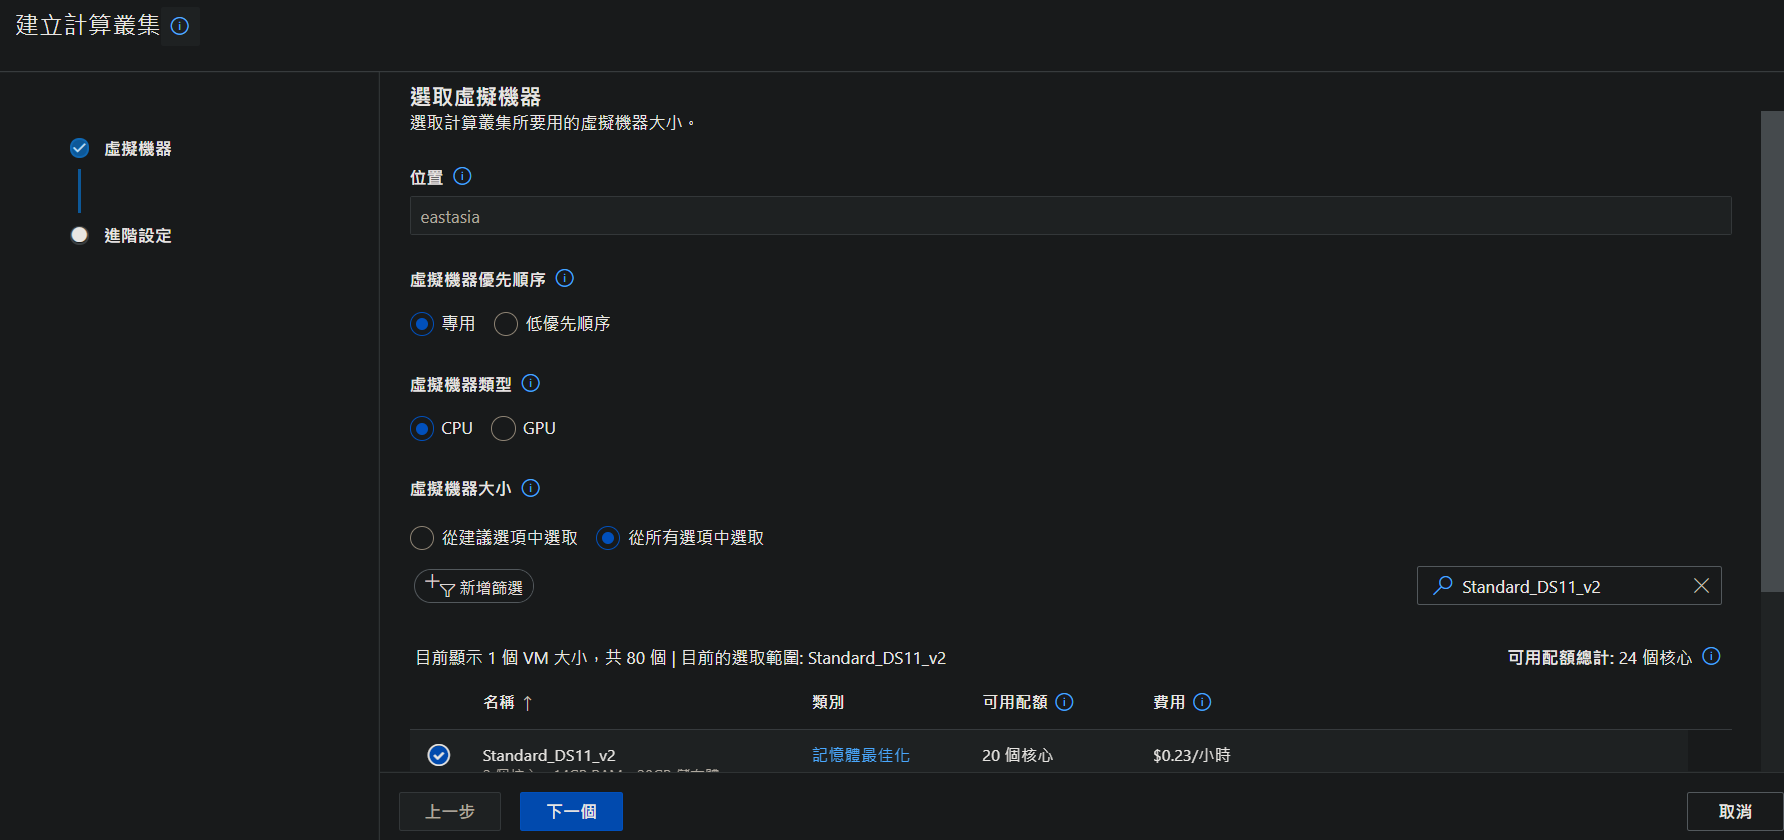 建立計算叢集
虛擬機器
進階設定
選取虛擬機器
選取計算叢集所要用的虛擬機器大小。
位置
eastasia
虛擬機器優先順序
專用 低優先順序
虛擬機器類型
CPU GPU
虛擬機器大小
從建議選項中選取 從所有選項中選取
新增篩選 Standard_DS11_v2
目前顯示 1 個 VM 大小，共 80 個 | 目前的選取範圍: Standard_DS11_v2 可用配額總計: 24 個核心
名稱 ↑ 類別 可用配額 費用
Standard_DS11_v2 記憶體最佳化 20 個核心 $0.23/小時
上一步 下一個 取消